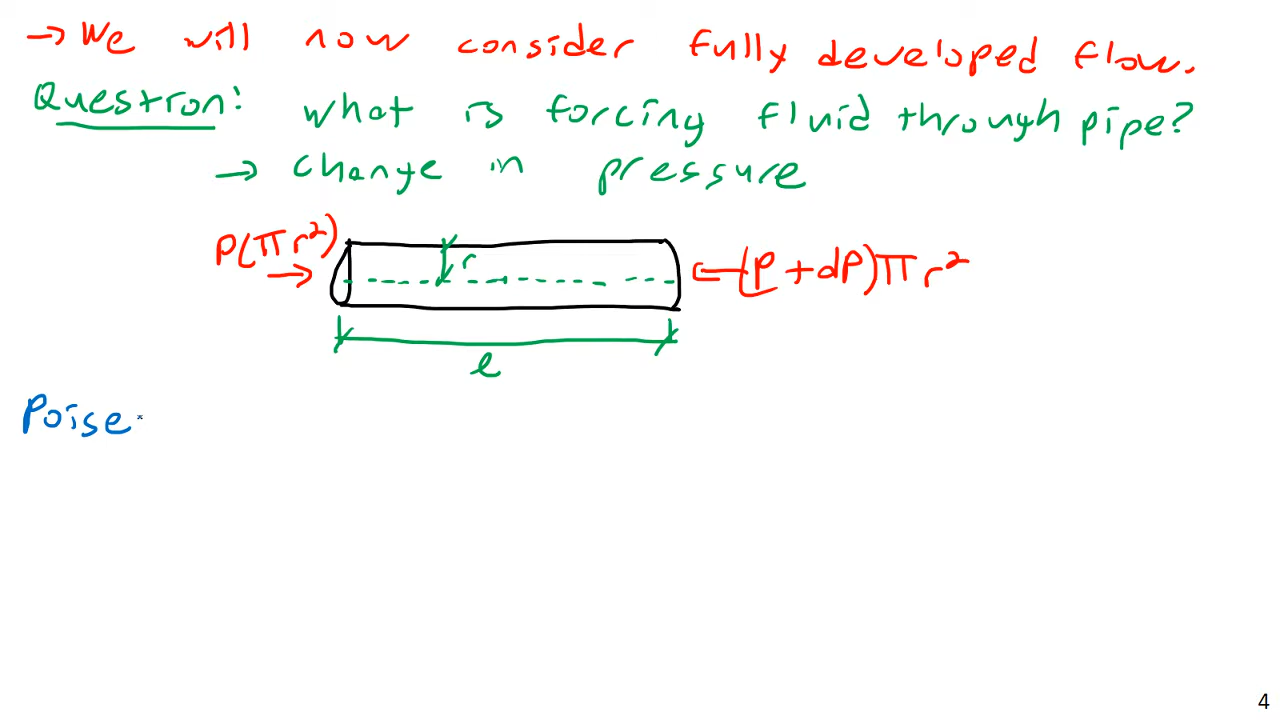 → We will now consider fully developed flow.
Question: what is forcing fluid through pipe?
→ change in pressure
P(πr²)
→
r
(P + dP)πr²
l
Poise
4